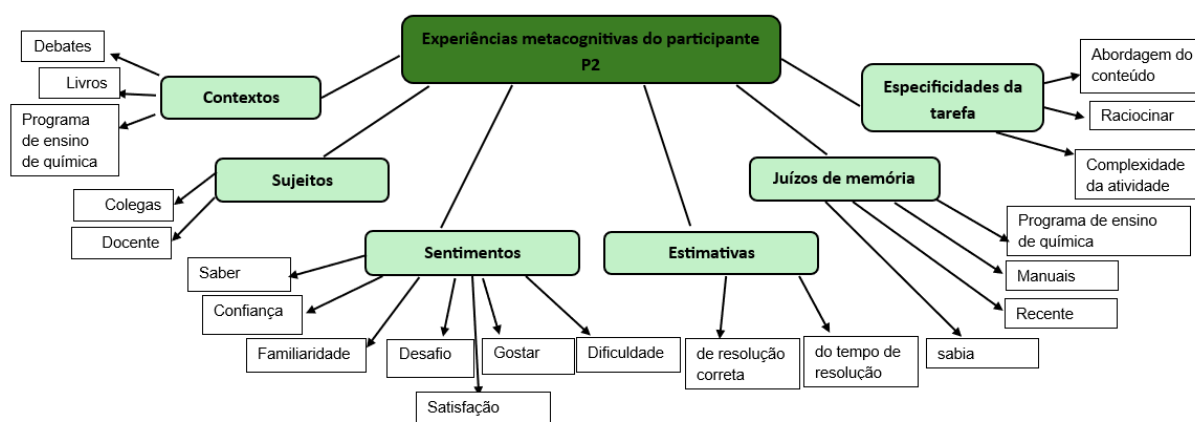 Experiências metacognitivas do participante
P2
Debates
Livros
Programa
de ensino
de química
Contextos
Sujeitos
Colegas
Docente
Sentimentos
Saber
Confiança
Familiaridade
Desafio
Gostar
Dificuldade
Satisfação
Estimativas
de resolução
correta
do tempo de
resolução
Juízos de memória
Programa de ensino
de química
Manuais
Recente
sabia
Especificidades da
tarefa
Abordagem do
conteúdo
Raciocinar
Complexidade
da atividade